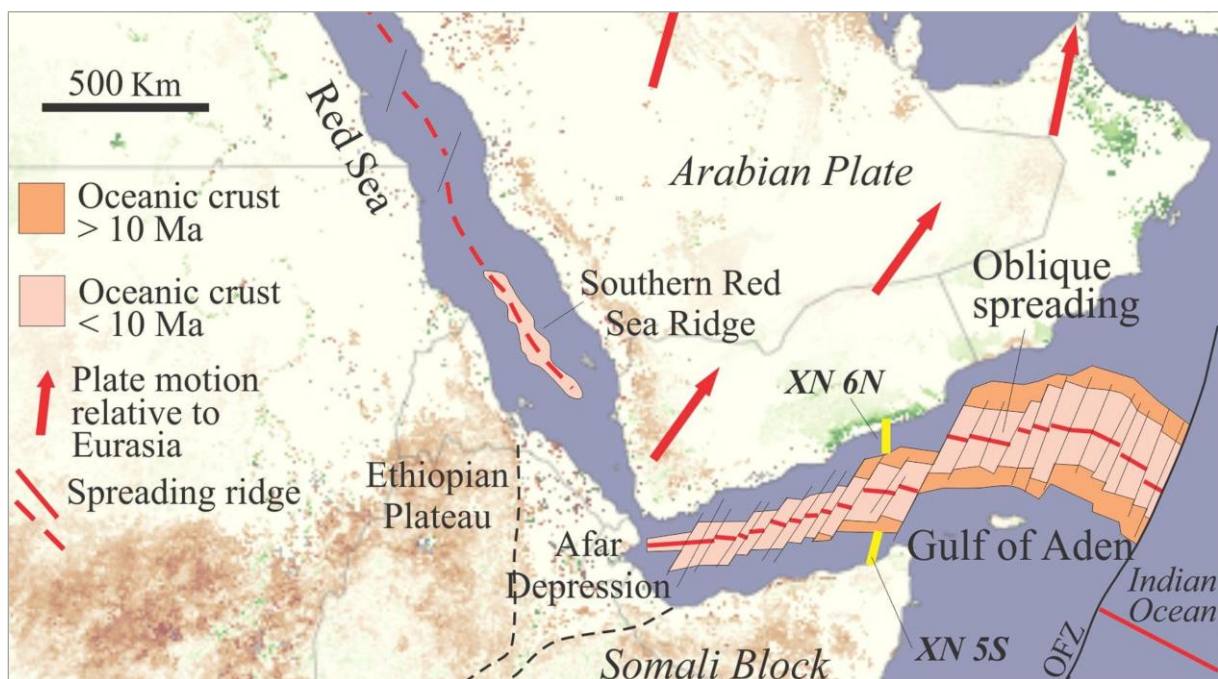 500 Km
Red Sea
Oceanic crust
> 10 Ma
Oceanic crust
< 10 Ma
Plate motion
relative to
Eurasia
Spreading ridge
Arabian Plate
Southern Red
Sea Ridge
Oblique
spreading
XN 6N
Ethiopian
Plateau
Afar
Depression
Gulf of Aden
Indian
Ocean
OFZ
XN 5S
Somali Block